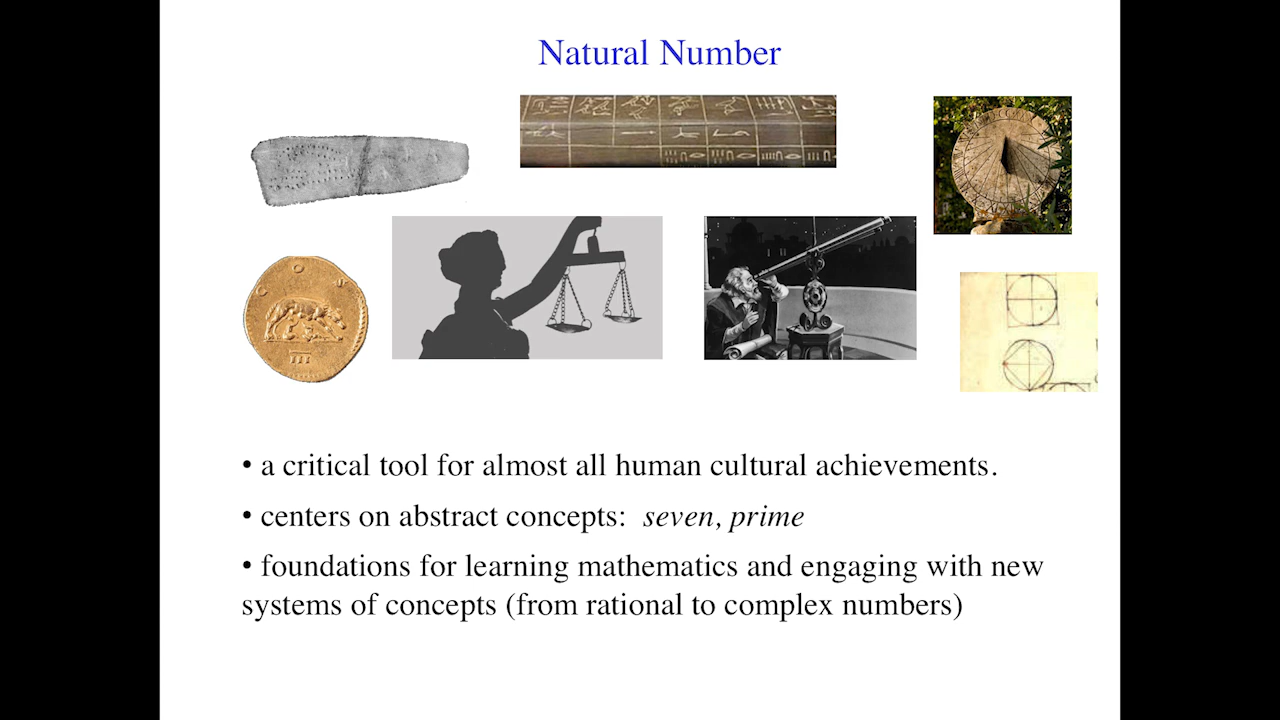 Natural Number
C O S
III
• a critical tool for almost all human cultural achievements.
• centers on abstract concepts: seven, prime
• foundations for learning mathematics and engaging with new
systems of concepts (from rational to complex numbers)